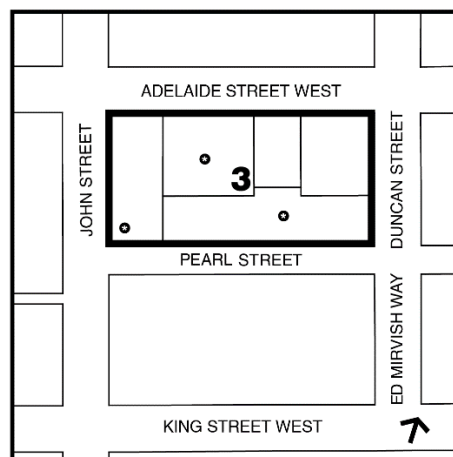 ADELAIDE STREET WEST
JOHN STREET
3
DUNCAN STREET
PEARL STREET
ED MIRVISH WAY
KING STREET WEST